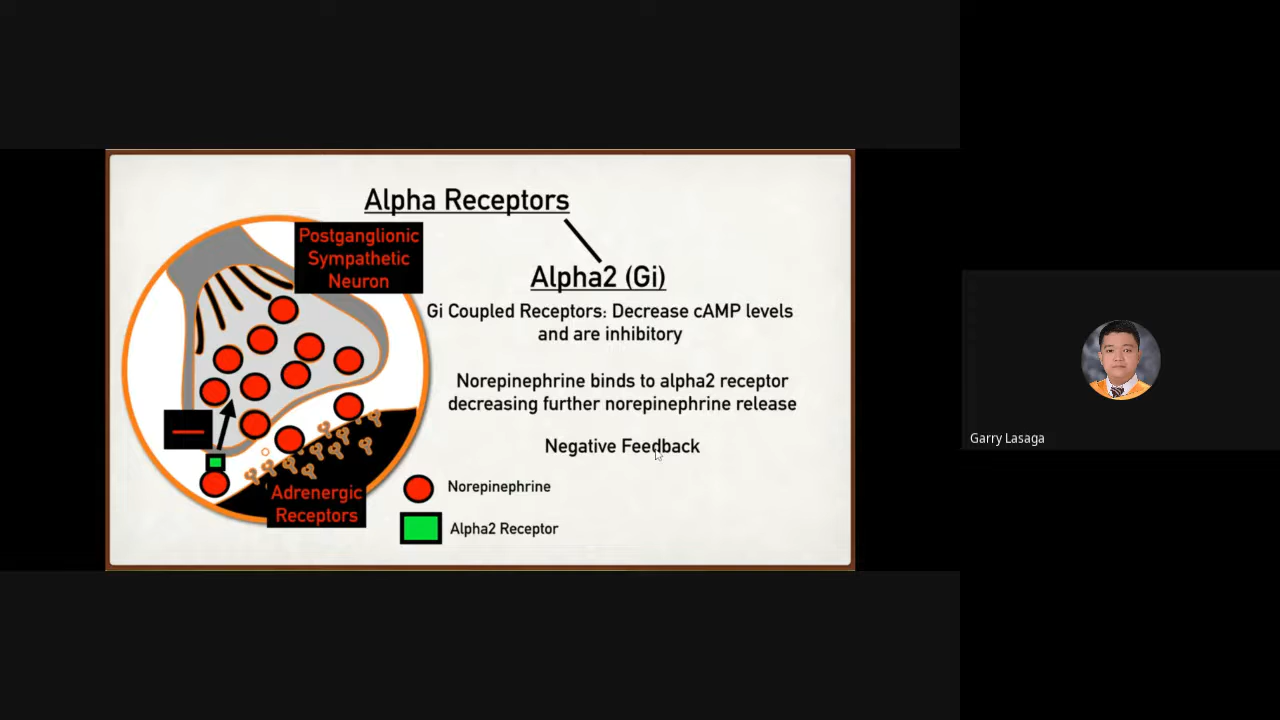 Alpha Receptors
Postganglionic
Sympathetic
Neuron
Alpha2 (Gi)
Gi Coupled Receptors: Decrease cAMP levels
and are inhibitory
Norepinephrine binds to alpha2 receptor
decreasing further norepinephrine release
Negative Feedback
Adrenergic
Receptors
Norepinephrine
Alpha2 Receptor
Garry Lasaga